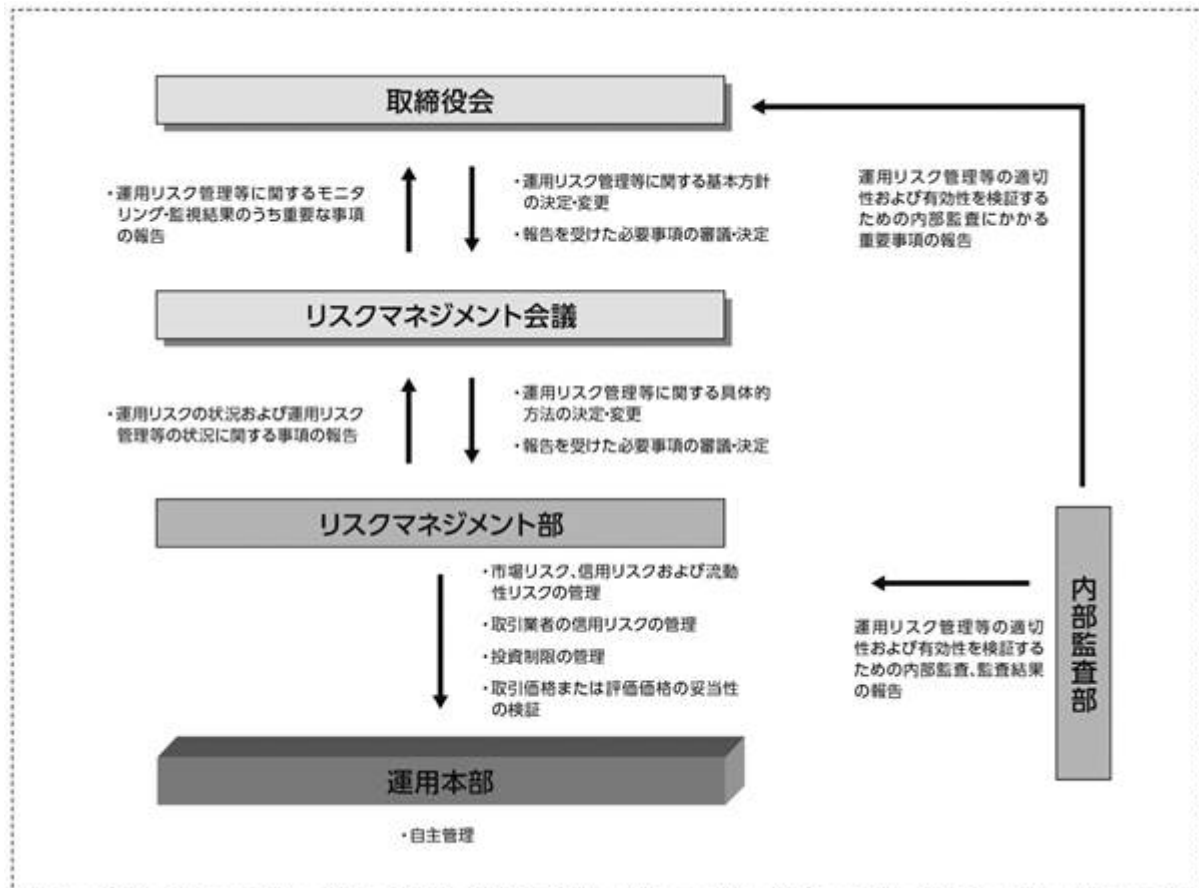 取締役会
・運用リスク管理等に関するモニタ
リング・監視結果のうち重要な事項
の報告
・運用リスク管理等に関する基本方針
の決定・変更
・報告を受けた必要事項の審議・決定
運用リスク管理等の適切
性および有効性を検証する
ための内部監査にかかる
重要事項の報告
リスクマネジメント会議
・運用リスクの状況および運用リスク
管理等の状況に関する事項の報告
・運用リスク管理等に関する具体的
方法の決定・変更
・報告を受けた必要事項の審議・決定
リスクマネジメント部
・市場リスク、信用リスクおよび流動
性リスクの管理
・取引業者の信用リスクの管理
・投資制限の管理
・取引価格または評価価格の妥当性
の検証
運用リスク管理等の適切
性および有効性を検証する
ための内部監査、監査結果
の報告
内部監査部
運用本部
・自主管理